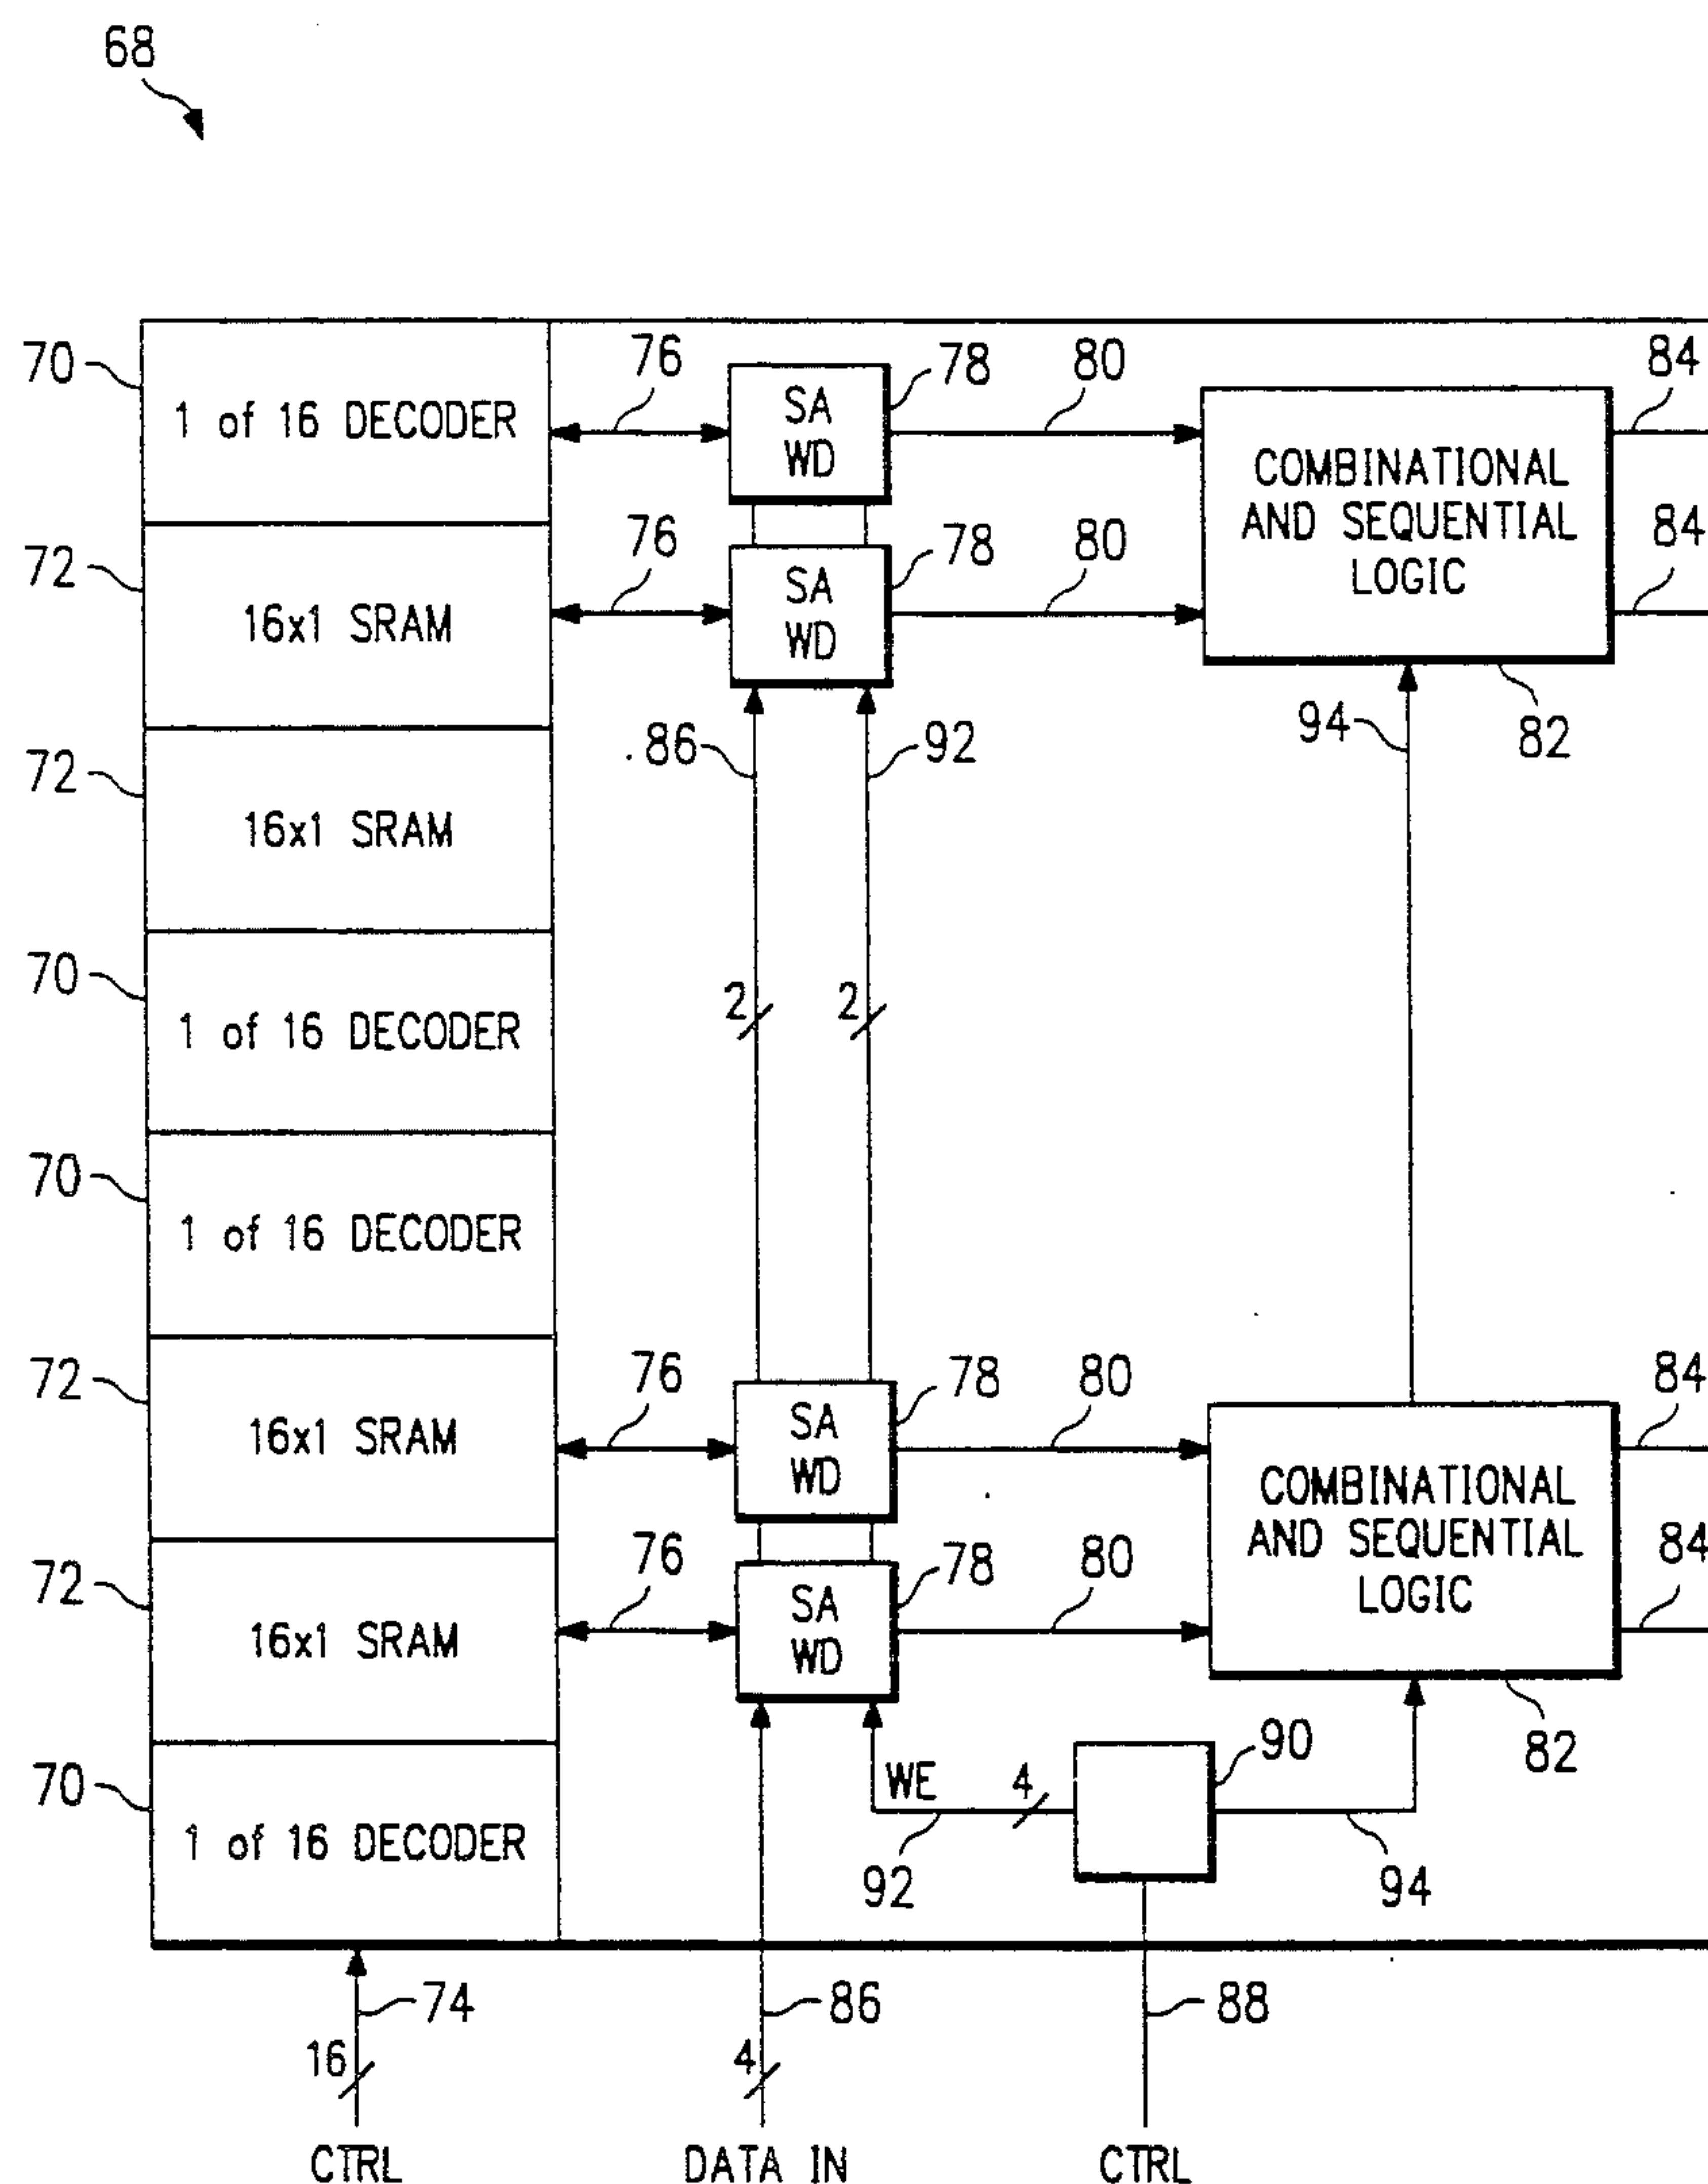 68
70
1 of 16 DECODER
76
SA
WD
78
80
COMBINATIONAL
AND SEQUENTIAL
LOGIC
84
72
16x1 SRAM
76
SA
WD
78
80
84
72
16x1 SRAM
86
92
94
82
70
1 of 16 DECODER
2
2
70
1 of 16 DECODER
72
16x1 SRAM
76
SA
WD
78
80
COMBINATIONAL
AND SEQUENTIAL
LOGIC
84
72
16x1 SRAM
76
SA
WD
78
80
84
70
1 of 16 DECODER
WE
4
92
90
94
82
74
16
86
4
88
CTRL
DATA IN
CTRL